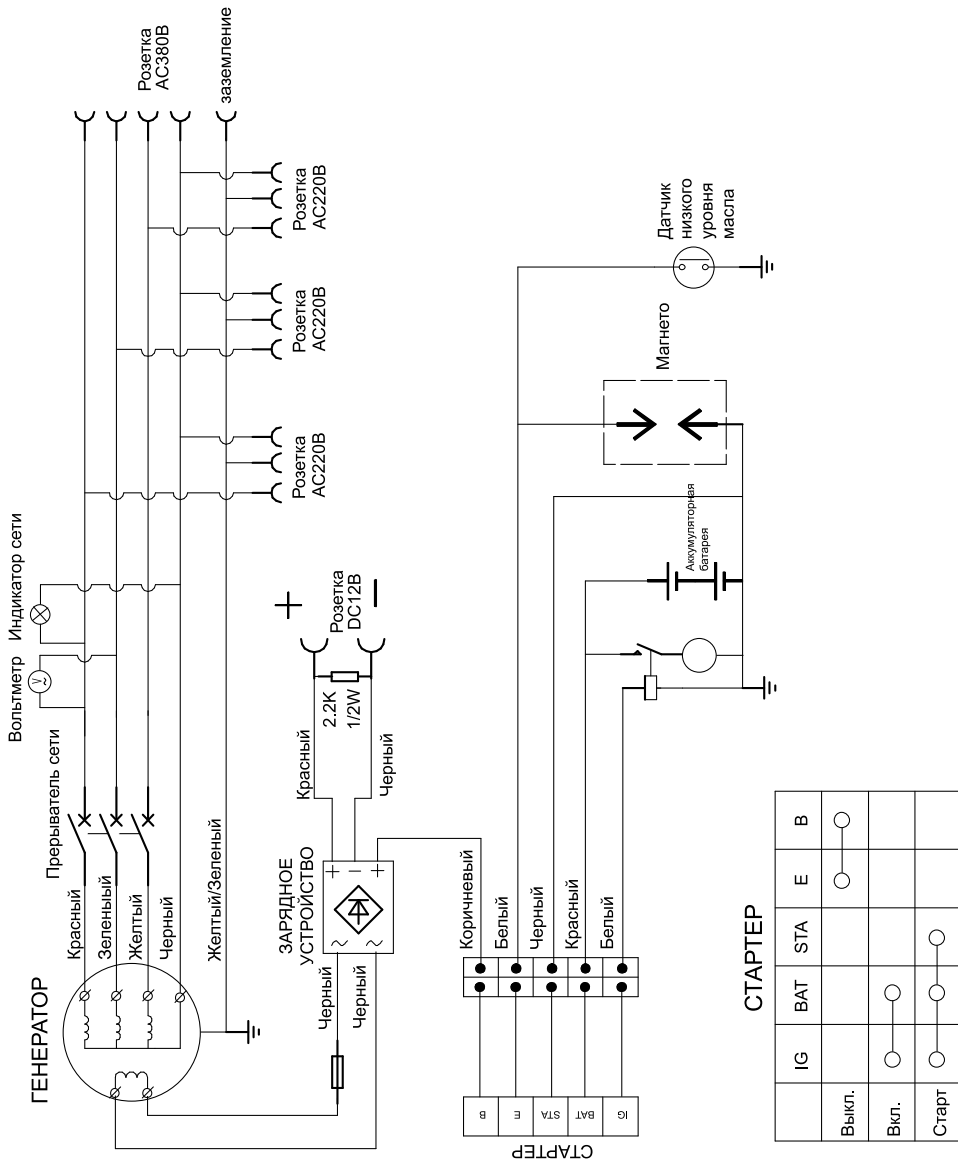 ГЕНЕРАТОР
Красный
Зеленый
Желтый
Черный
Желтый/Зеленый
Прерыватель сети
Вольтметр
V
Индикатор сети
Розетка
AC220В
Розетка
AC220В
Розетка
AC220В
Розетка
AC380В
заземление
Черный
Черный
ЗАРЯДНОЕ
УСТРОЙСТВО
Красный
Черный
2.2K
1/2W
Розетка
DC12В
СТАРТЕР
B
E
STA
BAT
IG
Коричневый
Белый
Черный
Красный
Белый
Аккумуляторная
батарея
Магнето
Датчик
низкого
уровня
масла
СТАРТЕР
IG BAT STA E B
Выкл.
Вкл.
Старт